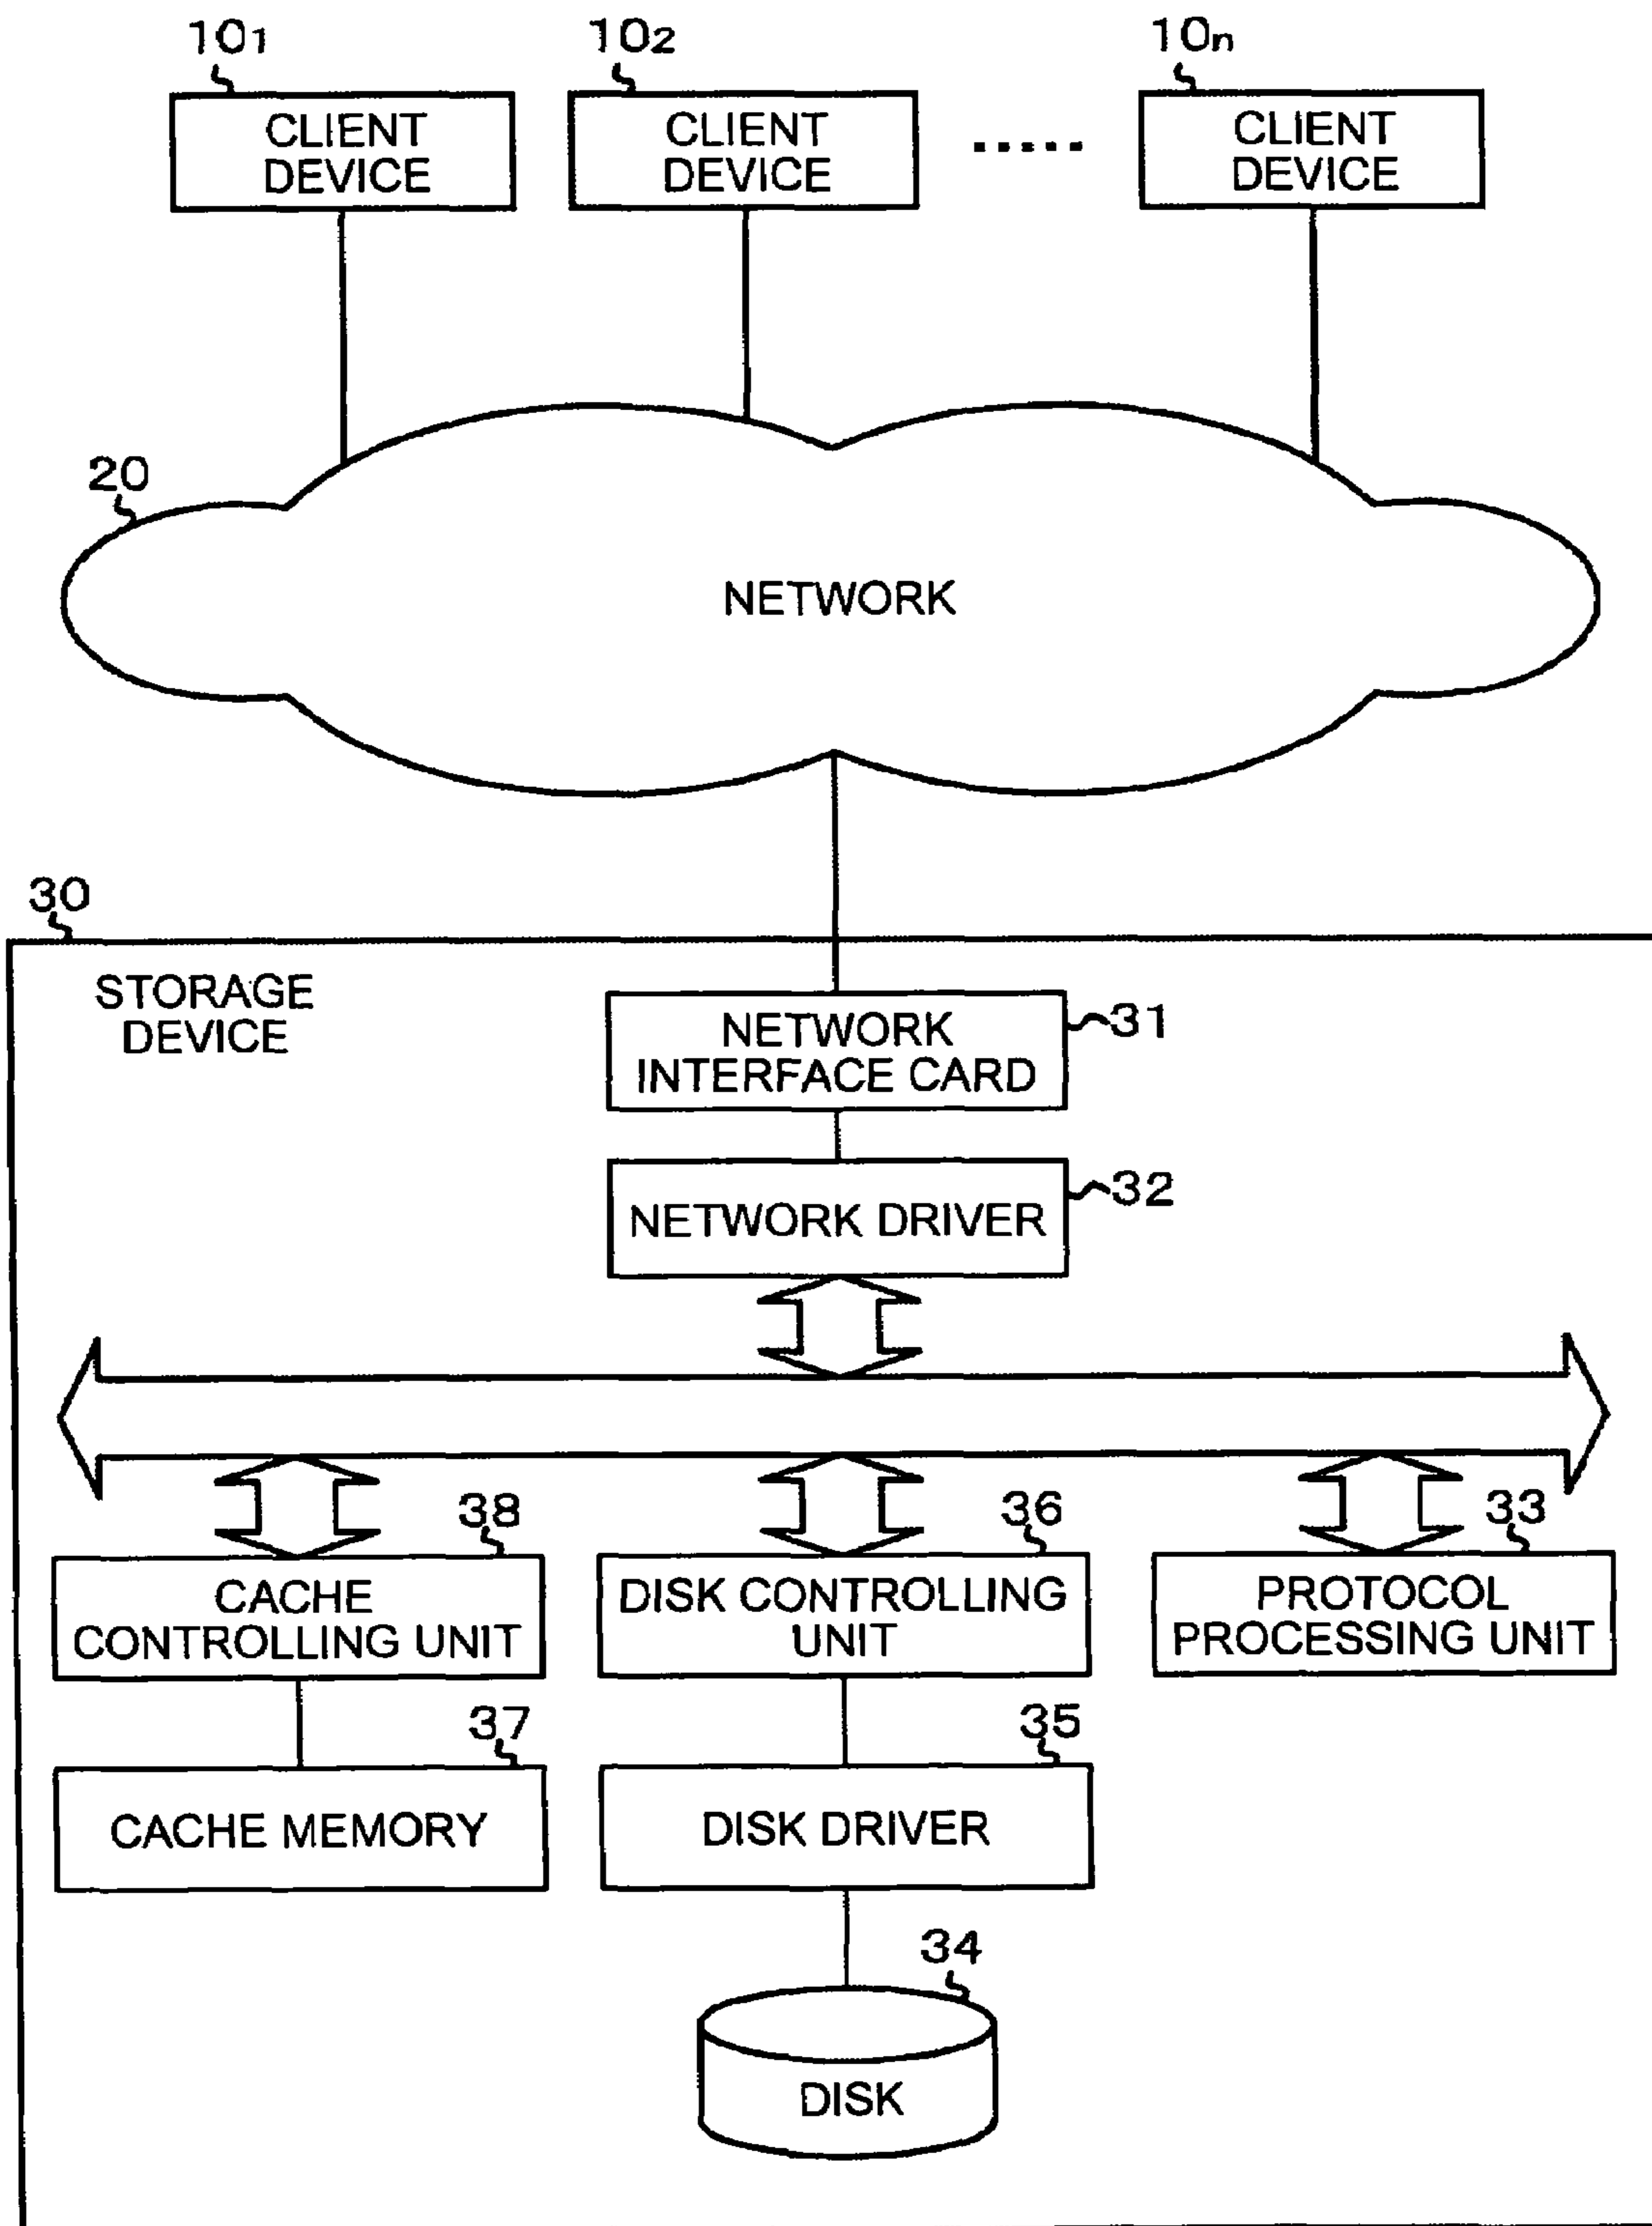 10₁
10₂
10n
CLIENT
DEVICE
CLIENT
DEVICE
.....
CLIENT
DEVICE
20
NETWORK
30
STORAGE
DEVICE
NETWORK
INTERFACE CARD
31
NETWORK DRIVER
32
38
36
33
CACHE
CONTROLLING UNIT
DISK CONTROLLING
UNIT
PROTOCOL
PROCESSING UNIT
37
35
CACHE MEMORY
DISK DRIVER
34
DISK